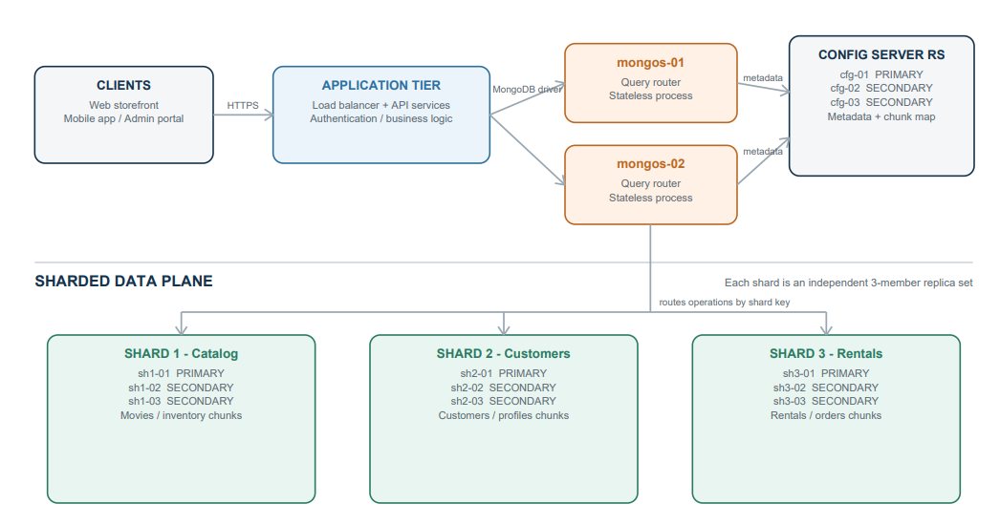 CLIENTS
Web storefront
Mobile app / Admin portal
HTTPS
APPLICATION TIER
Load balancer + API services
Authentication / business logic
MongoDB driver
mongos-01
Query router
Stateless process
mongos-02
Query router
Stateless process
metadata
metadata
CONFIG SERVER RS
cfg-01 PRIMARY
cfg-02 SECONDARY
cfg-03 SECONDARY
Metadata + chunk map
SHARDED DATA PLANE
Each shard is an independent 3-member replica set
routes operations by shard key
SHARD 1 - Catalog
sh1-01 PRIMARY
sh1-02 SECONDARY
sh1-03 SECONDARY
Movies / inventory chunks
SHARD 2 - Customers
sh2-01 PRIMARY
sh2-02 SECONDARY
sh2-03 SECONDARY
Customers / profiles chunks
SHARD 3 - Rentals
sh3-01 PRIMARY
sh3-02 SECONDARY
sh3-03 SECONDARY
Rentals / orders chunks